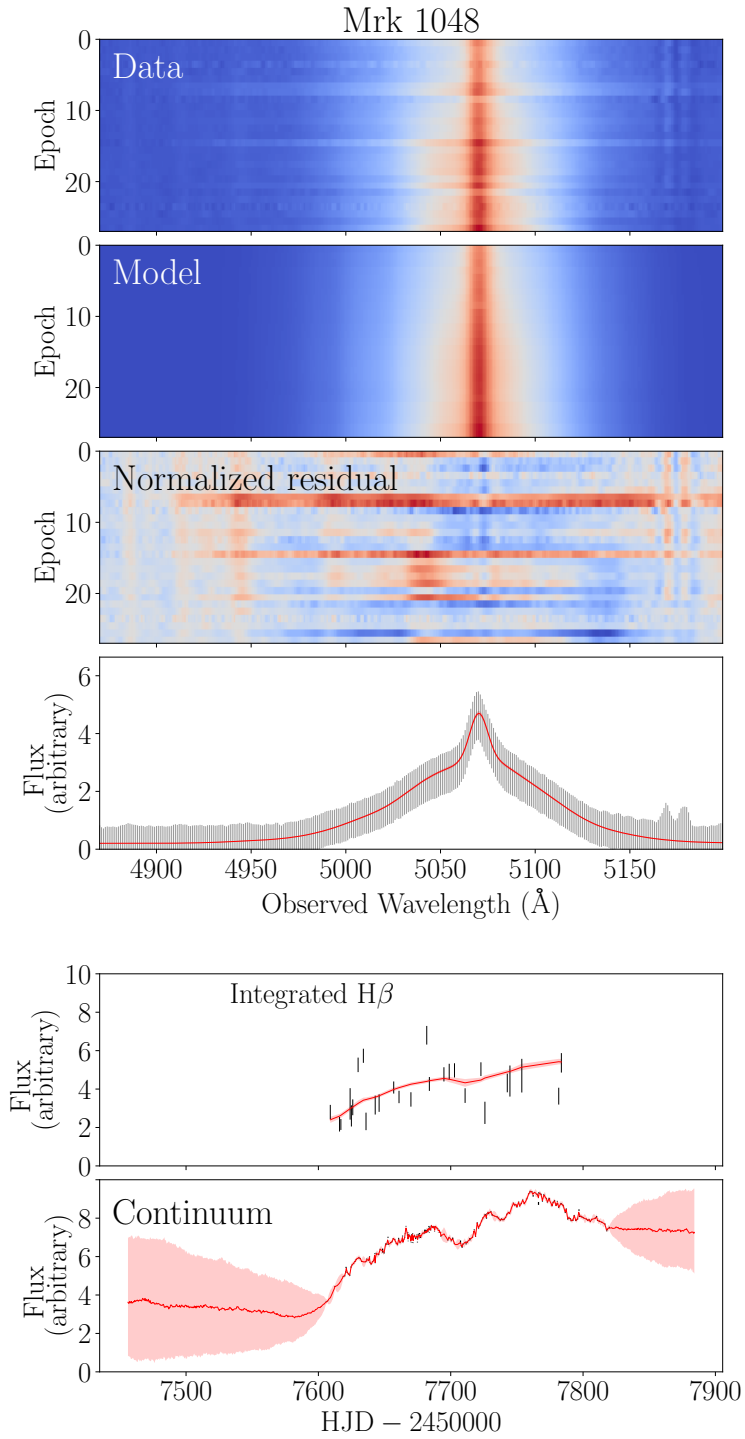 Mrk 1048
0
10
20
Epoch
Data
0
10
20
Epoch
Model
0
10
20
Epoch
Normalized residual
0
2
4
6
Flux
(arbitrary)
4900 4950 5000 5050 5100 5150
Observed Wavelength (Å)
10
8
6
4
2
0
Flux
(arbitrary)
Integrated Hβ
8
6
4
2
0
Flux
(arbitrary)
Continuum
7500 7600 7700 7800 7900
HJD − 2450000